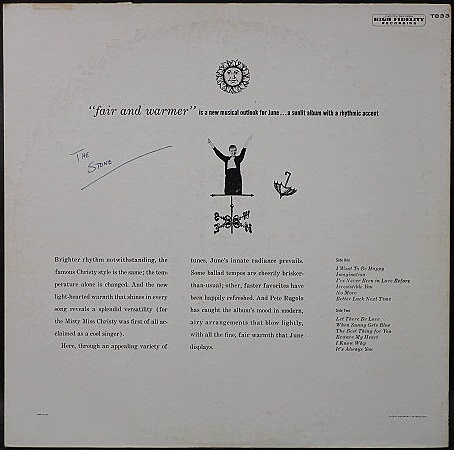 HIGH FIDELITY
RECORDING
T833
"fair and warmer" is a new musical outlook for June...a sunlit album with a rhythmic accent
THE
STONE
Brighter rhythm notwithstanding, the
famous Christy style is the same; the tem-
perature alone is changed. And the new
light-hearted warmth that shines in every
song reveals a splendid versatility (for
the Misty Miss Christy was first of all ac-
claimed as a cool singer).
Here, through an appealing variety of
tunes, June's innate radiance prevails.
Some ballad tempos are cheerily brisker-
than-usual; other, faster favorites have
been happily refreshed. And Pete Rugolo
has caught the album's mood in modern,
airy arrangements that blow lightly,
with all the fine, fair warmth that June
displays.
Side One
I Want To Be Happy
Imagination
I've Never Been in Love Before
Irresistible You
No More
Better Luck Next Time
Side Two
Let There Be Love
When Sunny Gets Blue
The Best Thing for You
Beware My Heart
I Know Why
It's Always You